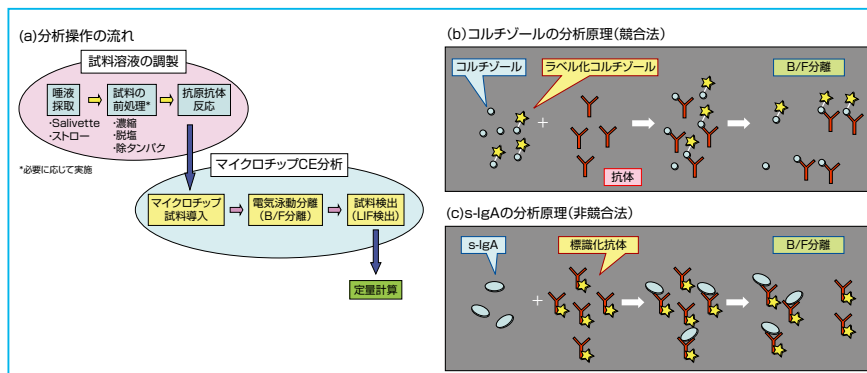 (a)分析操作の流れ
試料溶液の調製
唾液
採取
試料の
前処理*
抗原抗体
反応
・Salivette
・ストロー
・濃縮
・脱塩
・除タンパク
*必要に応じて実施
マイクロチップCE分析
マイクロチップ
試料導入
電気泳動分離
(B/F分離)
試料検出
(LIF検出)
定量計算
(b)コルチゾールの分析原理(競合法)
コルチゾール
ラベル化コルチゾール
B/F分離
+
抗体
(c)s-IgAの分析原理(非競合法)
s-IgA
標識化抗体
B/F分離
+